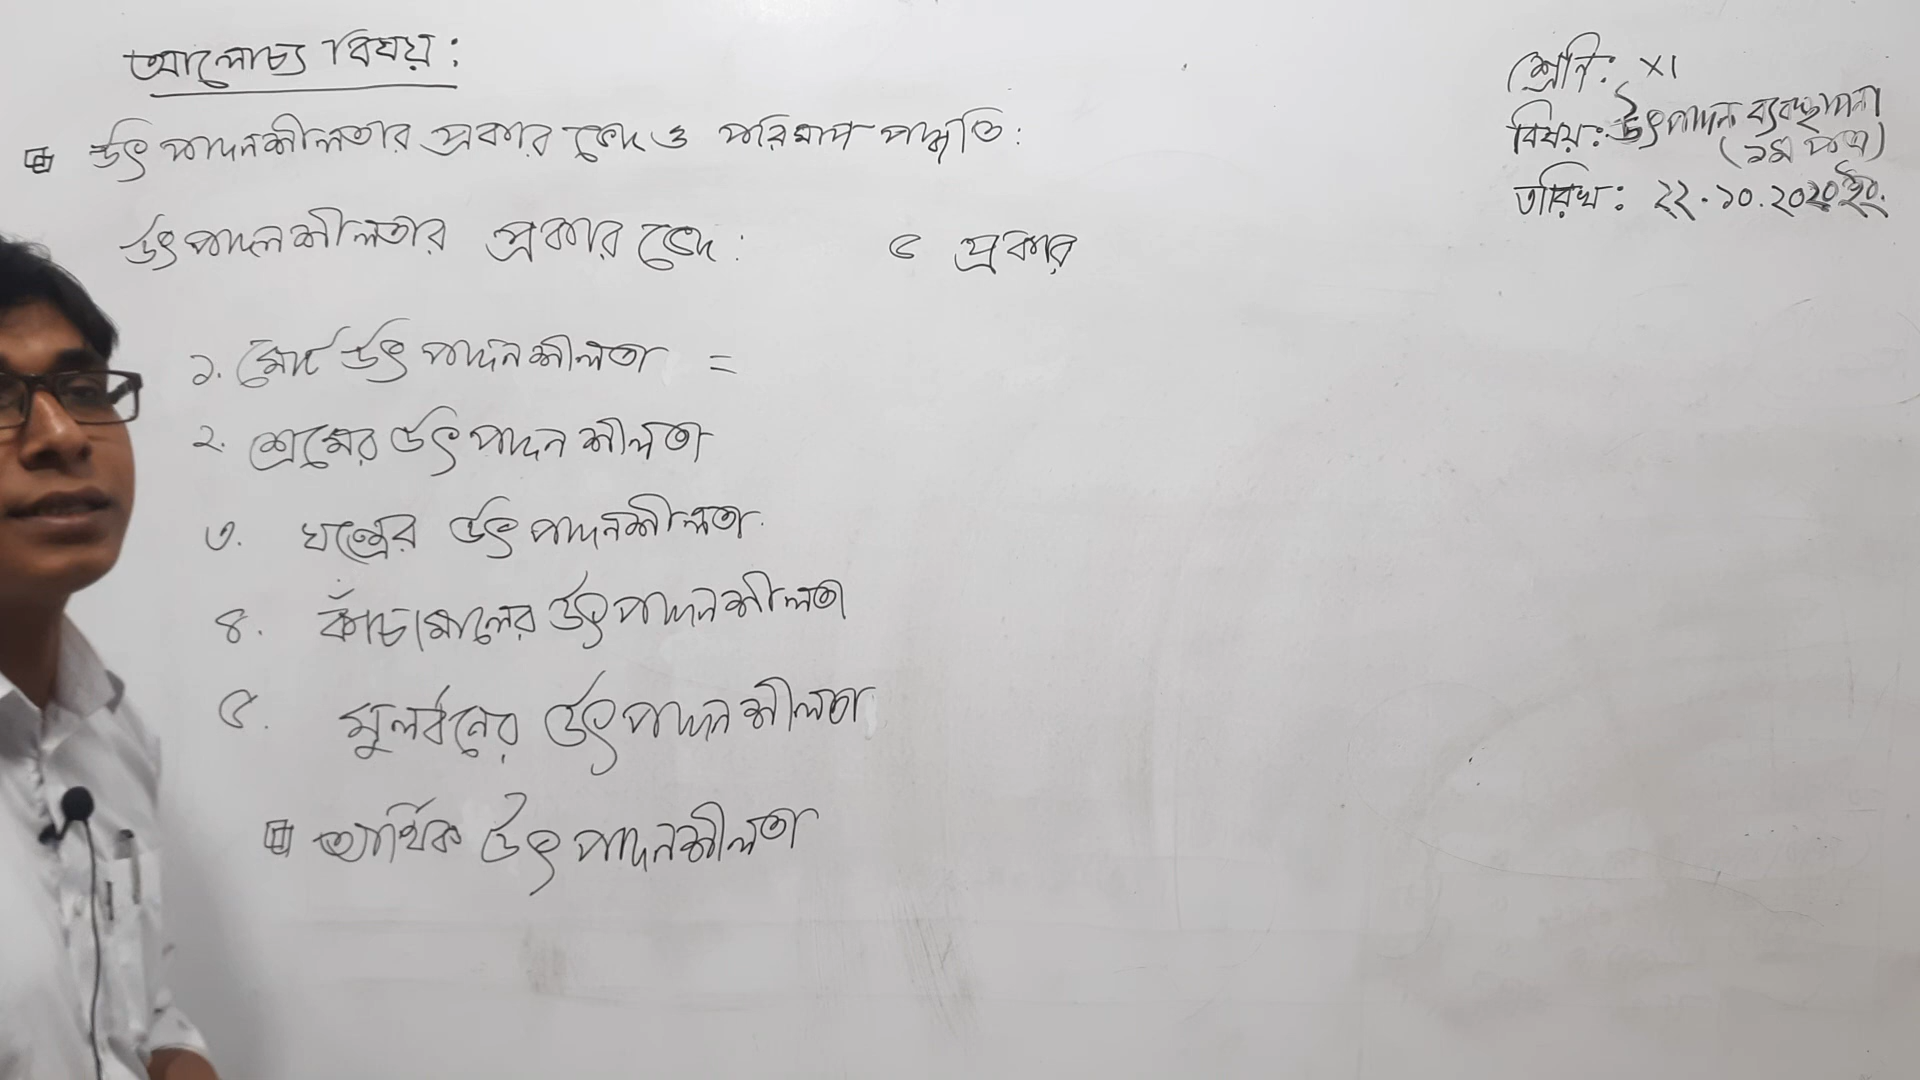 আলোচ্য বিষয়:
উৎপাদনশীলতার প্রকারভেদ ও পরিমাপ পদ্ধতি:
উৎপাদনশীলতার প্রকারভেদ: ৫ প্রকার
১. মোট উৎপাদনশীলতা =
২. শ্রমের উৎপাদনশীলতা
৩. যন্ত্রের উৎপাদনশীলতা
৪. কাঁচামালের উৎপাদনশীলতা
৫. মূলধনের উৎপাদনশীলতা
আর্থিক উৎপাদনশীলতা
শ্রেণি: XI
বিষয়: উৎপাদন ব্যবস্থাপনা
(১ম পত্র)
তারিখ: ২২.১০.২০২০ইং